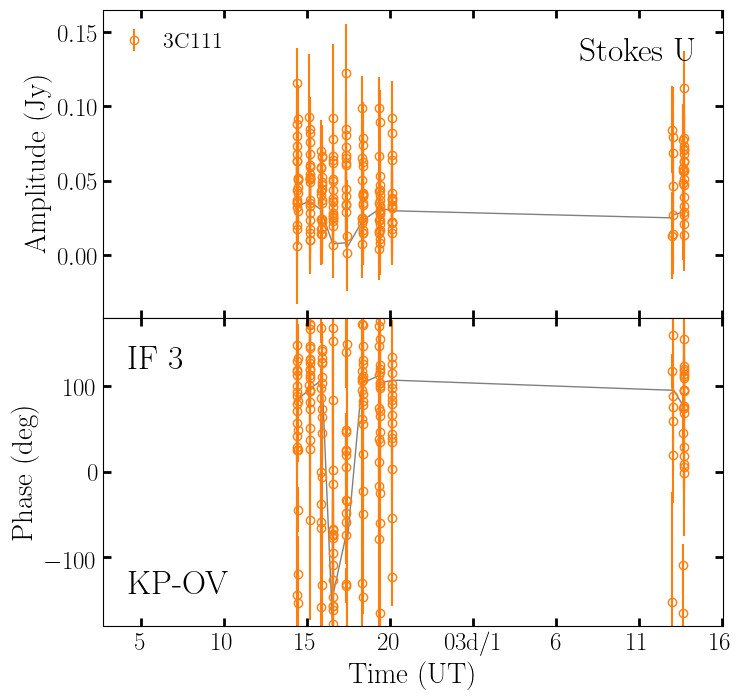 3C111
Stokes U
0.15
0.10
0.05
0.00
Amplitude (Jy)
IF 3
100
0
−100
Phase (deg)
KP-OV
5 10 15 20 03d/1 6 11 16
Time (UT)